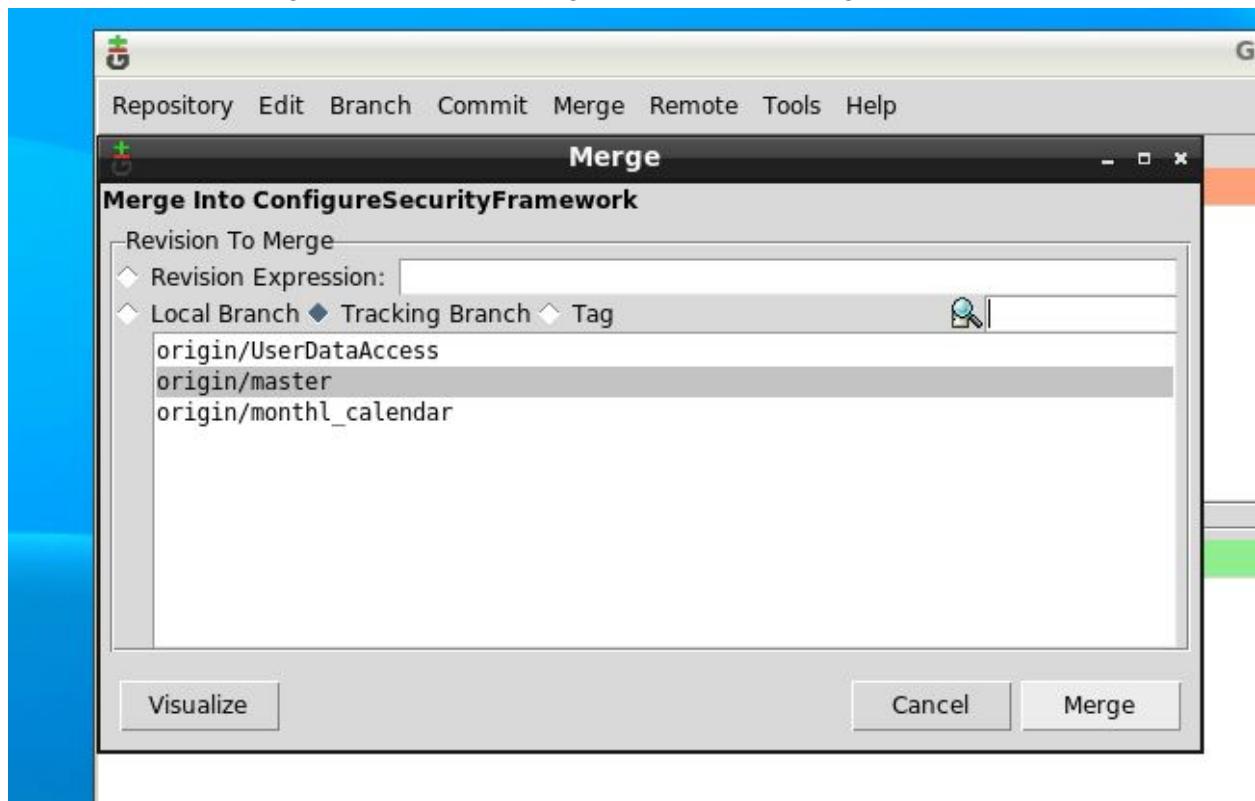 G
Repository Edit Branch Commit Merge Remote Tools Help
Merge
Merge Into ConfigureSecurityFramework
Revision To Merge
Revision Expression:
Local Branch Tracking Branch Tag
origin/UserDataAccess
origin/master
origin/monthl_calendar
Visualize Cancel Merge